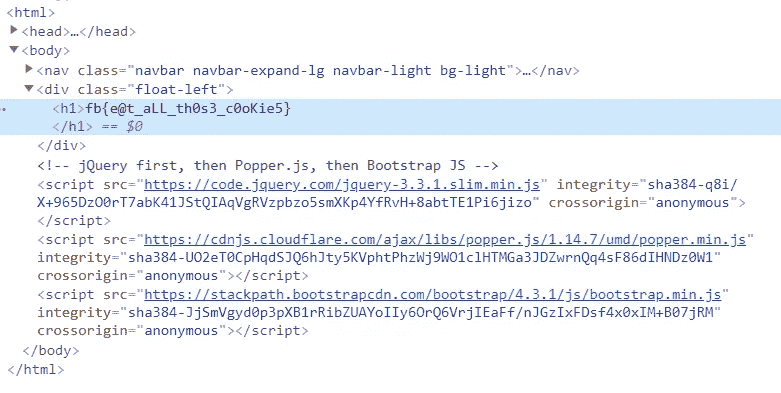 <html>
<head>…</head>
<body>
<nav class="navbar navbar-expand-lg navbar-light bg-light">…</nav>
<div class="float-left">
<h1>fb{e@t_aLL_th0s3_c0oKie5}
</h1> == $0
</div>
<!-- jQuery first, then Popper.js, then Bootstrap JS -->
<script src="https://code.jquery.com/jquery-3.3.1.slim.min.js" integrity="sha384-q8i/
X+965DzO0rT7abK41JStQIAqVgRVzpbzo5smXKp4YfRvH+8abtTE1Pi6jizo" crossorigin="anonymous">
</script>
<script src="https://cdnjs.cloudflare.com/ajax/libs/popper.js/1.14.7/umd/popper.min.js"
integrity="sha384-UO2eT0CpHqdSJQ6hJty5KVphtPhzWj9WO1clHTMGa3JDZwrnQq4sF86dIHNDz0W1"
crossorigin="anonymous"></script>
<script src="https://stackpath.bootstrapcdn.com/bootstrap/4.3.1/js/bootstrap.min.js"
integrity="sha384-JjSmVgyd0p3pXB1rRibZUAYoIIy6OrQ6VrjIEaFf/nJGzIxFDsf4x0xIM+B07jRM"
crossorigin="anonymous"></script>
</body>
</html>